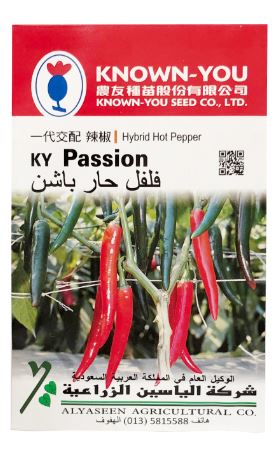 KNOWN-YOU
農友種苗股份有限公司
KNOWN-YOU SEED CO., LTD.
一代交配 辣椒 | Hybrid Hot Pepper
KY Passion
فلفل حار باشن
الوكيل العام في المملكة العربية السعودية
شركة الياسين الزراعية
ALYASEEN AGRICULTURAL CO.
هاتف: 5815588 (013) الهفوف